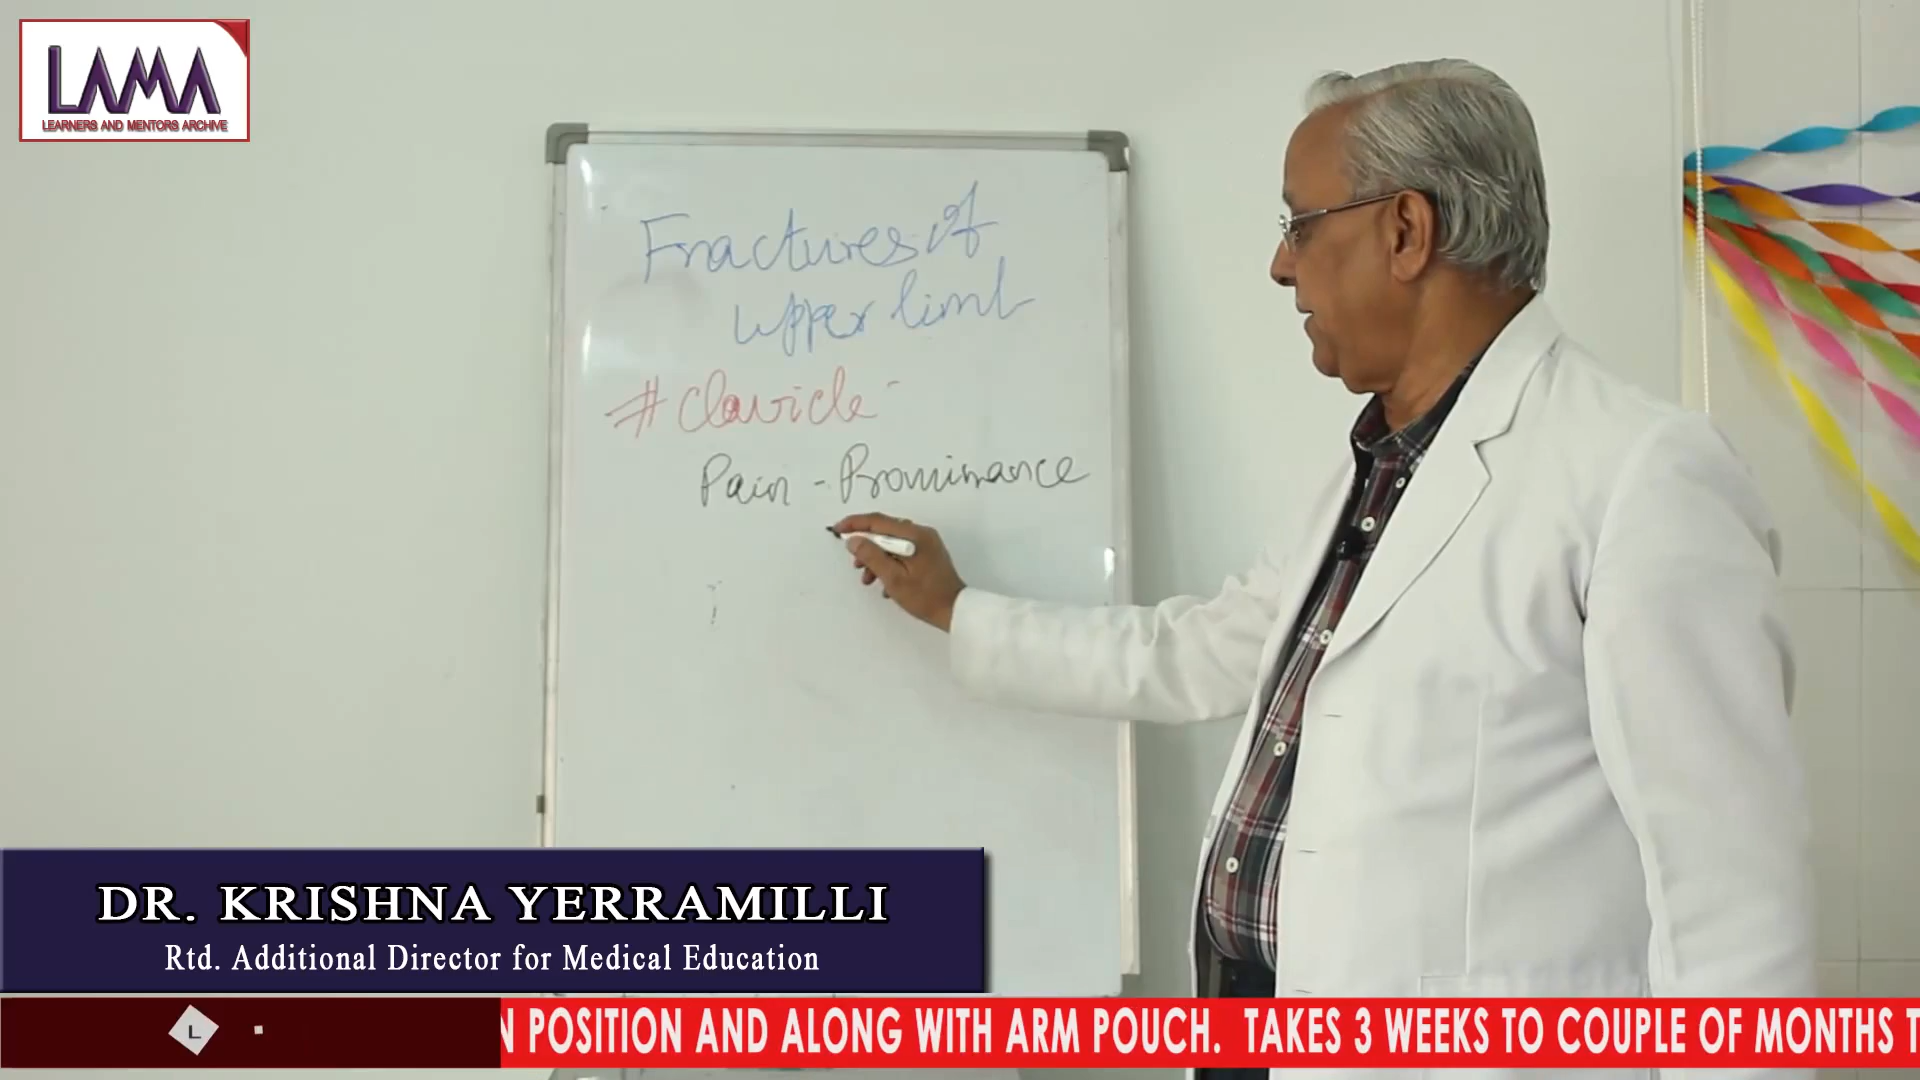 LAMA
LEARNERS AND MENTORS ARCHIVE
Fractures of
upper limb
# Clavicle -
Pain - Prominance
DR. KRISHNA YERRAMILLI
Rtd. Additional Director for Medical Education
L
N POSITION AND ALONG WITH ARM POUCH. TAKES 3 WEEKS TO COUPLE OF MONTHS T